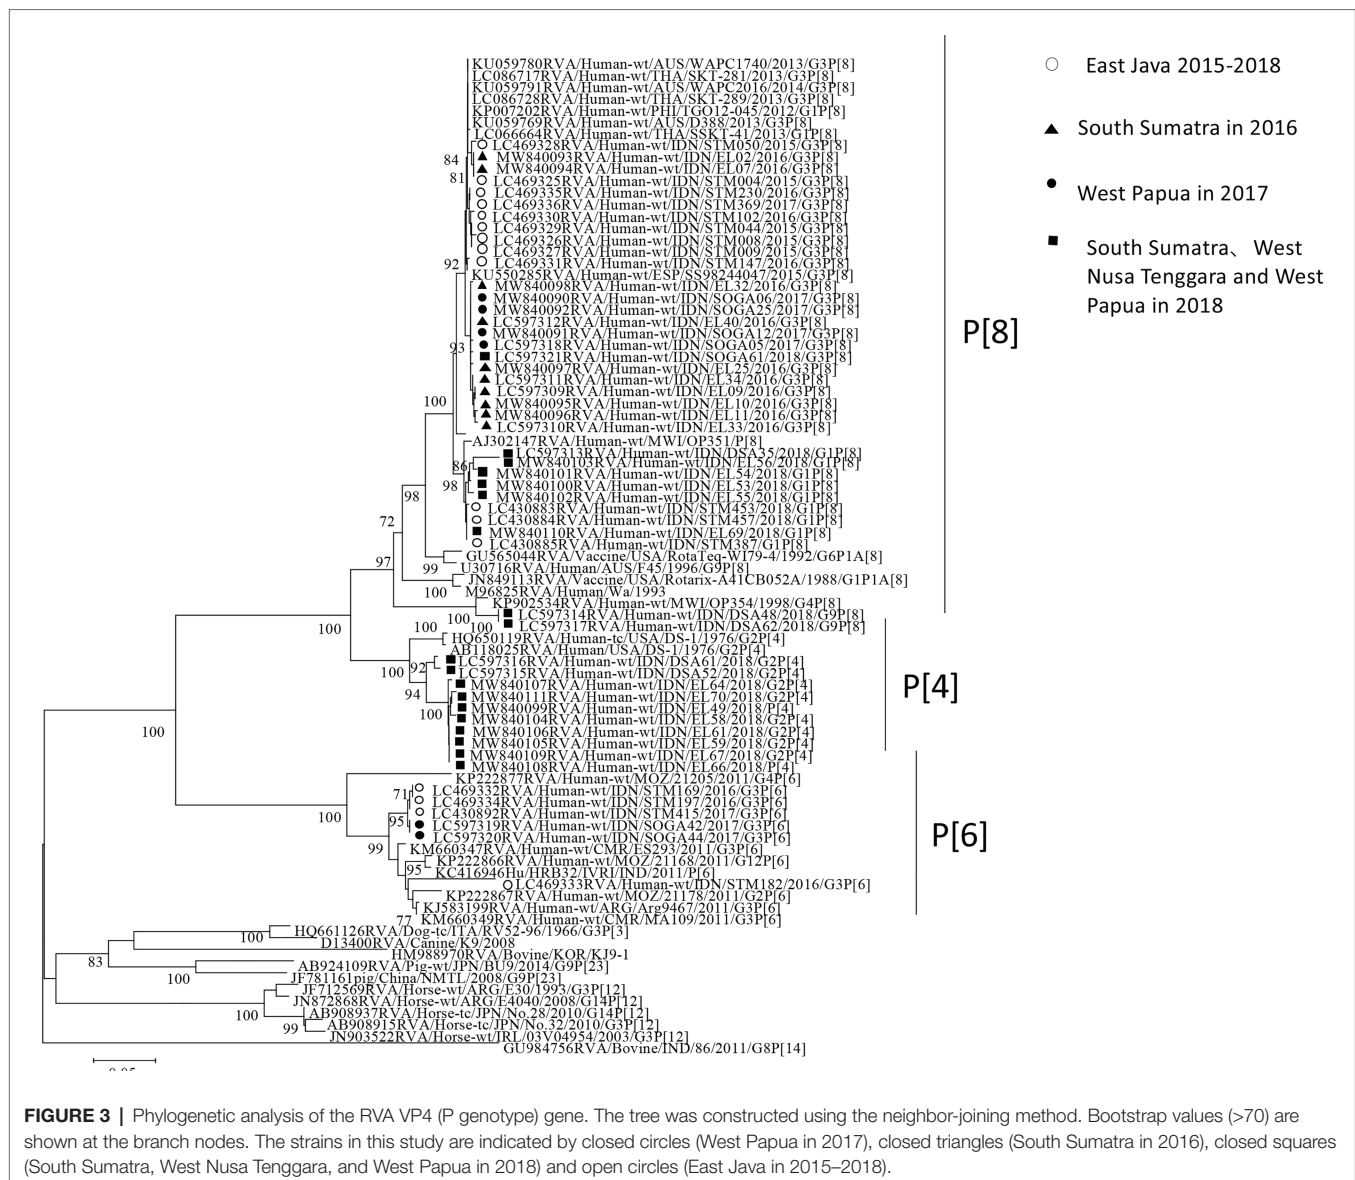 KU059780RVA/Human-wt/AUS/WAPC1740/2013/G3P[8]
LC086717RVA/Human-wt/THA/SKT-281/2013/G3P[8]
KU059791RVA/Human-wt/AUS/WAPC2016/2014/G3P[8]
LC086728RVA/Human-wt/THA/SKT-289/2013/G3P[8]
KP007202RVA/Human-wt/PHI/TGO12-045/2012/G1P[8]
KU059769RVA/Human-wt/AUS/D388/2013/G3P[8]
LC066664RVA/Human-wt/THA/SSKT-41/2013/G1P[8]
LC469328RVA/Human-wt/IDN/STM050/2015/G3P[8]
MW840093RVA/Human-wt/IDN/EL02/2016/G3P[8]
MW840094RVA/Human-wt/IDN/EL07/2016/G3P[8]
LC469325RVA/Human-wt/IDN/STM004/2015/G3P[8]
LC469335RVA/Human-wt/IDN/STM230/2016/G3P[8]
LC469336RVA/Human-wt/IDN/STM369/2017/G3P[8]
LC469330RVA/Human-wt/IDN/STM102/2016/G3P[8]
LC469329RVA/Human-wt/IDN/STM044/2015/G3P[8]
LC469326RVA/Human-wt/IDN/STM008/2015/G3P[8]
LC469327RVA/Human-wt/IDN/STM009/2015/G3P[8]
LC469331RVA/Human-wt/IDN/STM147/2016/G3P[8]
KU550285RVA/Human-wt/ESP/SS98244047/2015/G3P[8]
MW840098RVA/Human-wt/IDN/EL32/2016/G3P[8]
MW840090RVA/Human-wt/IDN/SOGA06/2017/G3P[8]
MW840092RVA/Human-wt/IDN/SOGA25/2017/G3P[8]
LC597312RVA/Human-wt/IDN/EL40/2016/G3P[8]
MW840091RVA/Human-wt/IDN/SOGA12/2017/G3P[8]
LC597318RVA/Human-wt/IDN/SOGA05/2017/G3P[8]
LC597321RVA/Human-wt/IDN/SOGA61/2018/G3P[8]
MW840097RVA/Human-wt/IDN/EL25/2016/G3P[8]
LC597311RVA/Human-wt/IDN/EL34/2016/G3P[8]
LC597309RVA/Human-wt/IDN/EL09/2016/G3P[8]
MW840095RVA/Human-wt/IDN/EL10/2016/G3P[8]
MW840096RVA/Human-wt/IDN/EL11/2016/G3P[8]
LC597310RVA/Human-wt/IDN/EL33/2016/G3P[8]
AJ302147RVA/Human-wt/MWI/OP351/P[8]
LC597313RVA/Human-wt/IDN/DSA35/2018/G1P[8]
MW840103RVA/Human-wt/IDN/EL56/2018/G1P[8]
MW840101RVA/Human-wt/IDN/EL54/2018/G1P[8]
MW840100RVA/Human-wt/IDN/EL53/2018/G1P[8]
MW840102RVA/Human-wt/IDN/EL55/2018/G1P[8]
LC430883RVA/Human-wt/IDN/STM453/2018/G1P[8]
LC430884RVA/Human-wt/IDN/STM457/2018/G1P[8]
MW840110RVA/Human-wt/IDN/EL69/2018/G1P[8]
LC430885RVA/Human-wt/IDN/STM387/G1P[8]
GU565044RVA/Vaccine/USA/RotaTeq-WI79-4/1992/G6P1A[8]
U30716RVA/Human/AUS/F45/1996/G9P[8]
JN849113RVA/Vaccine/USA/Rotarix-A41CB052A/1988/G1P1A[8]
M96825RVA/Human/Wa/1993
KP902534RVA/Human-wt/MWI/OP354/1998/G4P[8]
LC597314RVA/Human-wt/IDN/DSA48/2018/G9P[8]
LC597317RVA/Human-wt/IDN/DSA62/2018/G9P[8]
HQ650119RVA/Human-tc/USA/DS-1/1976/G2P[4]
AB118025RVA/Human/USA/DS-1/1976/G2P[4]
LC597316RVA/Human-wt/IDN/DSA61/2018/G2P[4]
LC597315RVA/Human-wt/IDN/DSA52/2018/G2P[4]
MW840107RVA/Human-wt/IDN/EL64/2018/G2P[4]
MW840111RVA/Human-wt/IDN/EL70/2018/G2P[4]
MW840099RVA/Human-wt/IDN/EL49/2018/P[4]
MW840104RVA/Human-wt/IDN/EL58/2018/G2P[4]
MW840106RVA/Human-wt/IDN/EL61/2018/G2P[4]
MW840105RVA/Human-wt/IDN/EL59/2018/G2P[4]
MW840109RVA/Human-wt/IDN/EL67/2018/G2P[4]
MW840108RVA/Human-wt/IDN/EL66/2018/P[4]
KP222877RVA/Human-wt/MOZ/21205/2011/G4P[6]
LC469332RVA/Human-wt/IDN/STM169/2016/G3P[6]
LC469334RVA/Human-wt/IDN/STM197/2016/G3P[6]
LC430892RVA/Human-wt/IDN/STM415/2017/G3P[6]
LC597319RVA/Human-wt/IDN/SOGA42/2017/G3P[6]
LC597320RVA/Human-wt/IDN/SOGA44/2017/G3P[6]
KM660347RVA/Human-wt/CMR/ES293/2011/G3P[6]
KP222866RVA/Human-wt/MOZ/21168/2011/G12P[6]
KC416946Hu/HRB32/IVRI/IND/2011/P[6]
LC469333RVA/Human-wt/IDN/STM182/2016/G3P[6]
KP222867RVA/Human-wt/MOZ/21178/2011/G2P[6]
KJ583199RVA/Human-wt/ARG/Arg9467/2011/G3P[6]
KM660349RVA/Human-wt/CMR/MA109/2011/G3P[6]
HQ661126RVA/Dog-tc/ITA/RV52-96/1966/G3P[3]
D13400RVA/Canine/K9/2008
HM988970RVA/Bovine/KOR/KJ9-1
AB924109RVA/Pig-wt/JPN/BU9/2014/G9P[23]
JF781161pig/China/NMTL/2008/G9P[23]
JF712569RVA/Horse-wt/ARG/E30/1993/G3P[12]
JN872868RVA/Horse-wt/ARG/E4040/2008/G14P[12]
AB908937RVA/Horse-tc/JPN/No.28/2010/G14P[12]
AB908915RVA/Horse-tc/JPN/No.32/2010/G3P[12]
JN903522RVA/Horse-wt/IRL/03V04954/2003/G3P[12]
GU984756RVA/Bovine/IND/86/2011/G8P[14]
84
81
92
93
100
86
98
98
72
97
99
100
100
100
100
100
100
92
94
100
100
71
95
100
99
95
77
100
83
100
100
99
0.05
P[8]
P[4]
P[6]
East Java 2015-2018
South Sumatra in 2016
West Papua in 2017
South Sumatra、West
Nusa Tenggara and West
Papua in 2018
FIGURE 3 | Phylogenetic analysis of the RVA VP4 (P genotype) gene. The tree was constructed using the neighbor-joining method. Bootstrap values (>70) are
shown at the branch nodes. The strains in this study are indicated by closed circles (West Papua in 2017), closed triangles (South Sumatra in 2016), closed squares
(South Sumatra, West Nusa Tenggara, and West Papua in 2018) and open circles (East Java in 2015–2018).